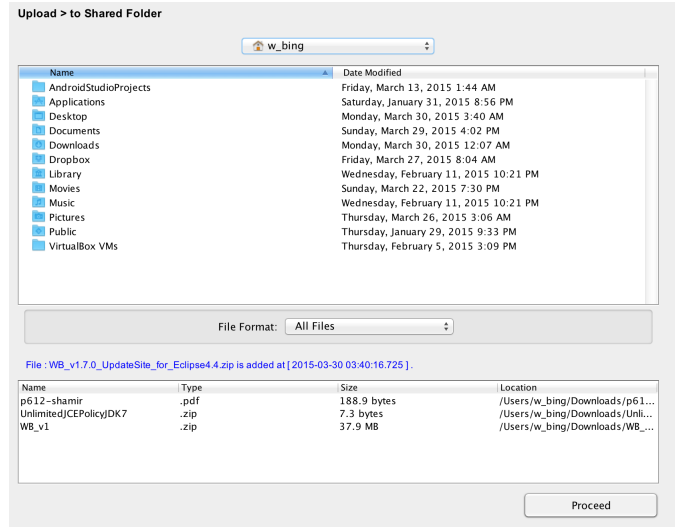 Upload > to Shared Folder
w_bing
Name Date Modified
AndroidStudioProjects Friday, March 13, 2015 1:44 AM
Applications Saturday, January 31, 2015 8:56 PM
Desktop Monday, March 30, 2015 3:40 AM
Documents Sunday, March 29, 2015 4:02 PM
Downloads Monday, March 30, 2015 12:07 AM
Dropbox Friday, March 27, 2015 8:04 AM
Library Wednesday, February 11, 2015 10:21 PM
Movies Sunday, March 22, 2015 7:30 PM
Music Wednesday, February 11, 2015 10:21 PM
Pictures Thursday, March 26, 2015 3:06 AM
Public Thursday, January 29, 2015 9:33 PM
VirtualBox VMs Thursday, February 5, 2015 3:09 PM
File Format: All Files
File : WB_v1.7.0_UpdateSite_for_Eclipse4.4.zip is added at [ 2015-03-30 03:40:16.725 ] .
Name Type Size Location
p612-shamir .pdf 188.9 bytes /Users/w_bing/Downloads/p61...
UnlimitedJCEPolicyJDK7 .zip 7.3 bytes /Users/w_bing/Downloads/Unli...
WB_v1 .zip 37.9 MB /Users/w_bing/Downloads/WB_...
Proceed